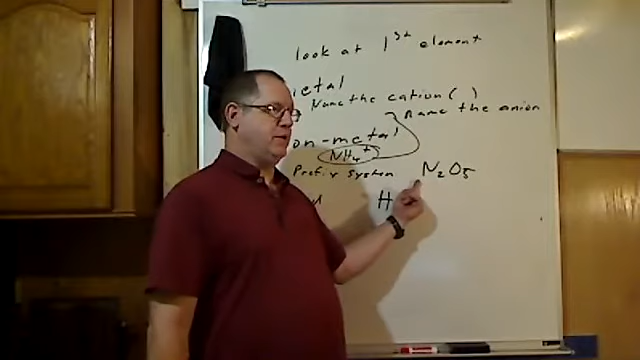 look at 1st element
etal
Name the cation ( )
Name the anion
on-metal
NH4+
Prefix system N2O5
H